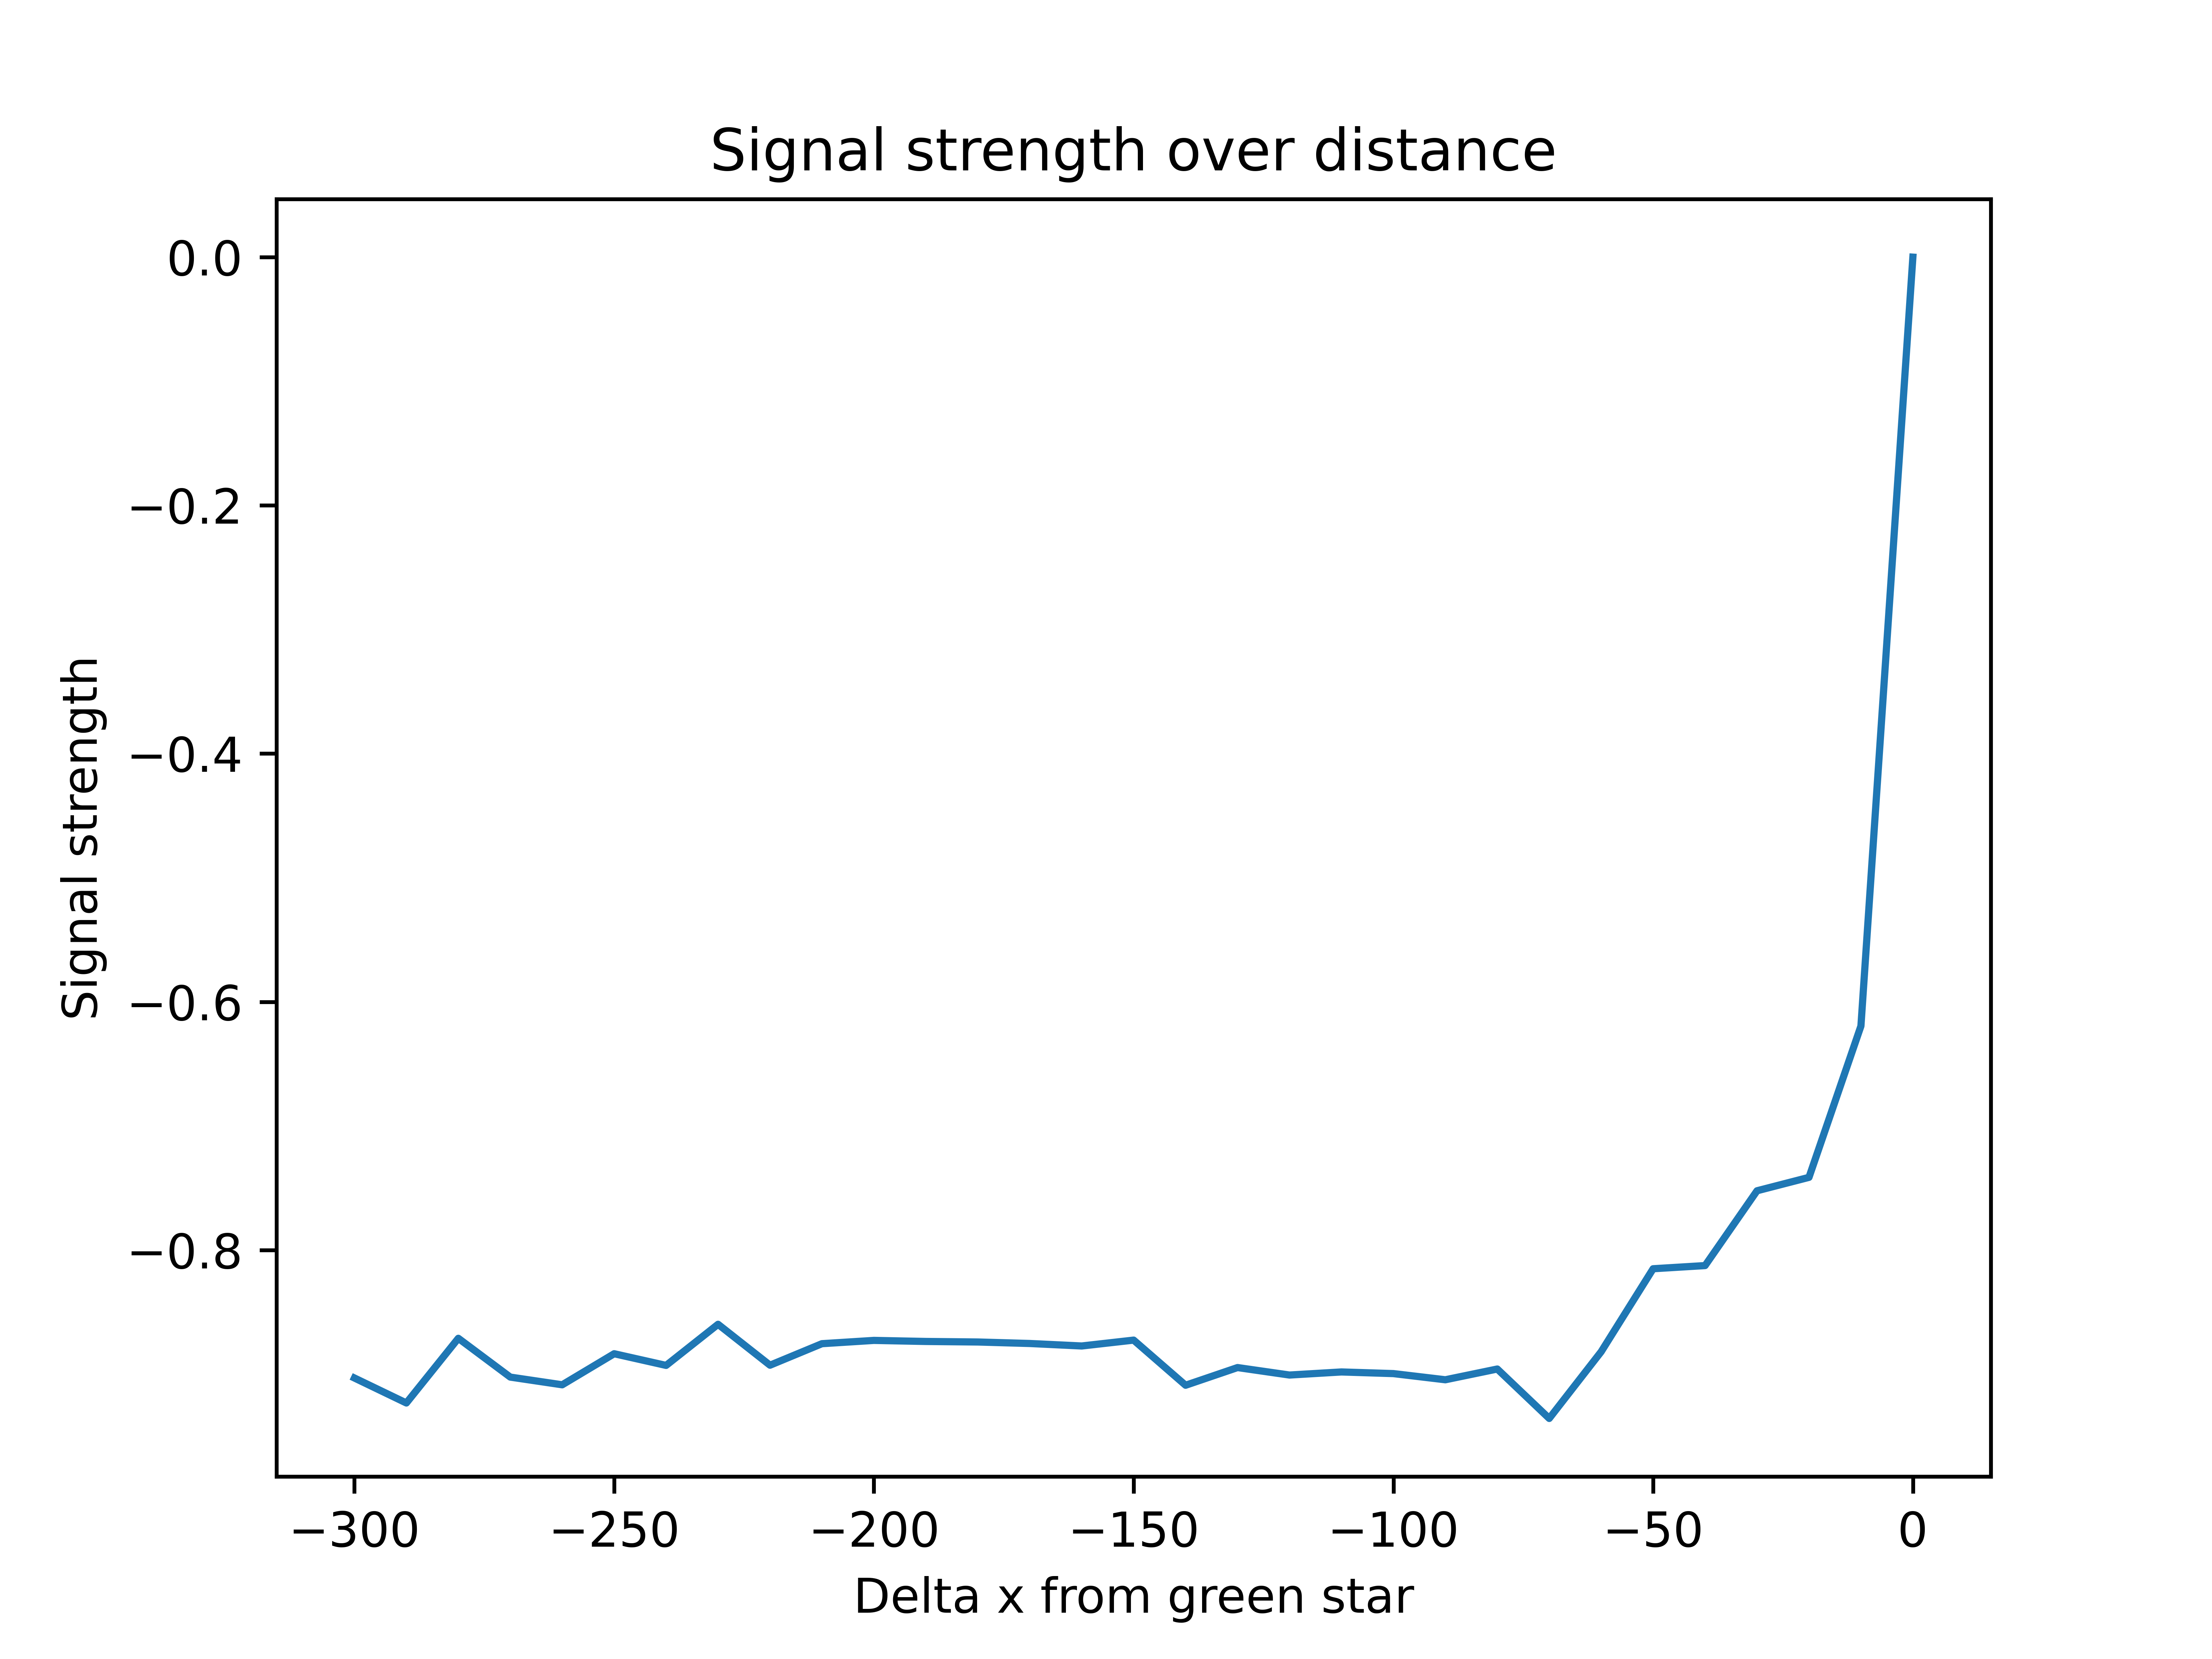 Signal strength over distance
0.0
−0.2
−0.4
−0.6
−0.8
Signal strength
−300 −250 −200 −150 −100 −50 0
Delta x from green star